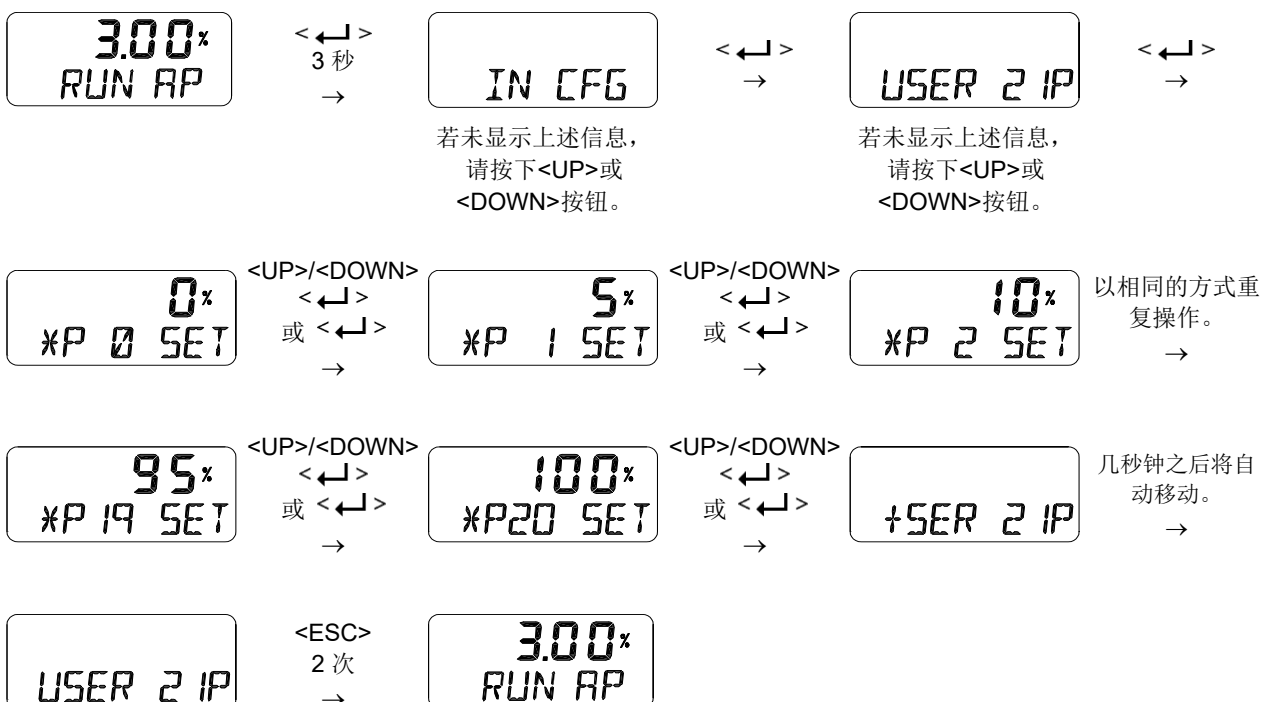 3.00%
RUN AP
< ↵ >
3 秒
→
IN CFG
若未显示上述信息,
请按下<UP>或
<DOWN>按钮。
< ↵ >
→
USER 2 IP
若未显示上述信息,
请按下<UP>或
<DOWN>按钮。
< ↵ >
→
0%
*P 0 SET
<UP>/<DOWN>
< ↵ >
或 < ↵ >
→
5%
*P 1 SET
<UP>/<DOWN>
< ↵ >
或 < ↵ >
→
10%
*P 2 SET
以相同的方式重
复操作。
→
95%
*P19 SET
<UP>/<DOWN>
< ↵ >
或 < ↵ >
→
100%
*P20 SET
<UP>/<DOWN>
< ↵ >
或 < ↵ >
→
+SER 2 IP
几秒钟之后将自
动移动。
→
USER 2 IP
<ESC>
2 次
→
3.00%
RUN AP